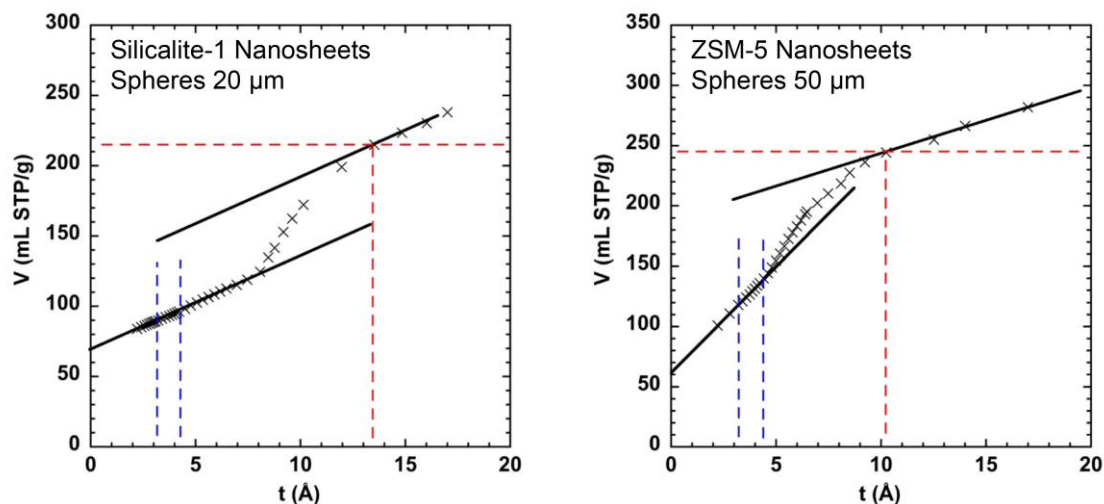 Silicalite-1 Nanosheets
Spheres 20 µm
V (mL STP/g)
300
250
200
150
100
50
0
0 5 10 15 20
t (Å)
ZSM-5 Nanosheets
Spheres 50 µm
V (mL STP/g)
350
300
250
200
150
100
50
0
0 5 10 15 20
t (Å)